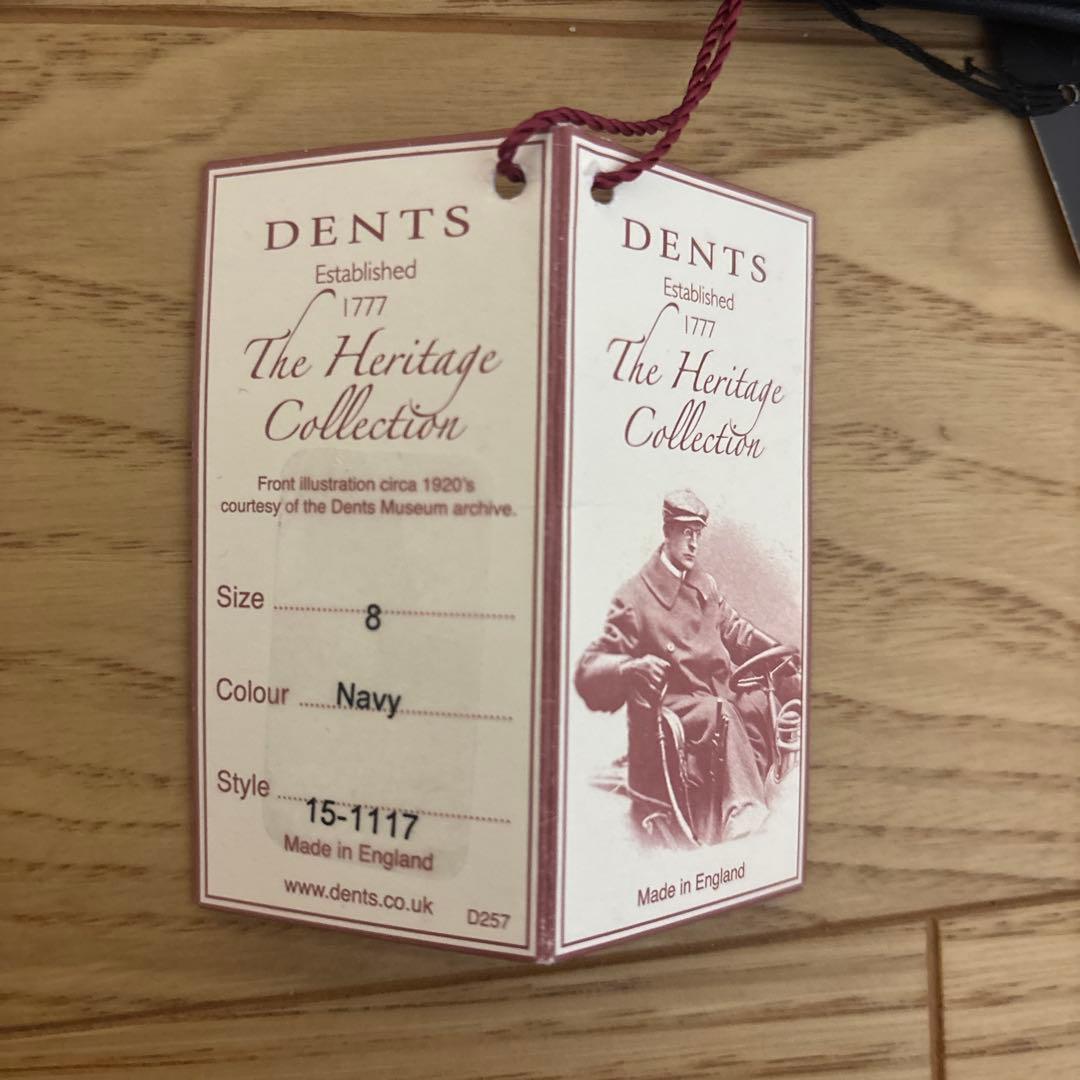 DENTS
Established
1777
The Heritage
Collection
Front illustration circa 1920's
courtesy of the Dents Museum archive.
Size 8
Colour Navy
Style 15-1117
Made in England
www.dents.co.uk D257
DENTS
Established
1777
The Heritage
Collection
Made in England